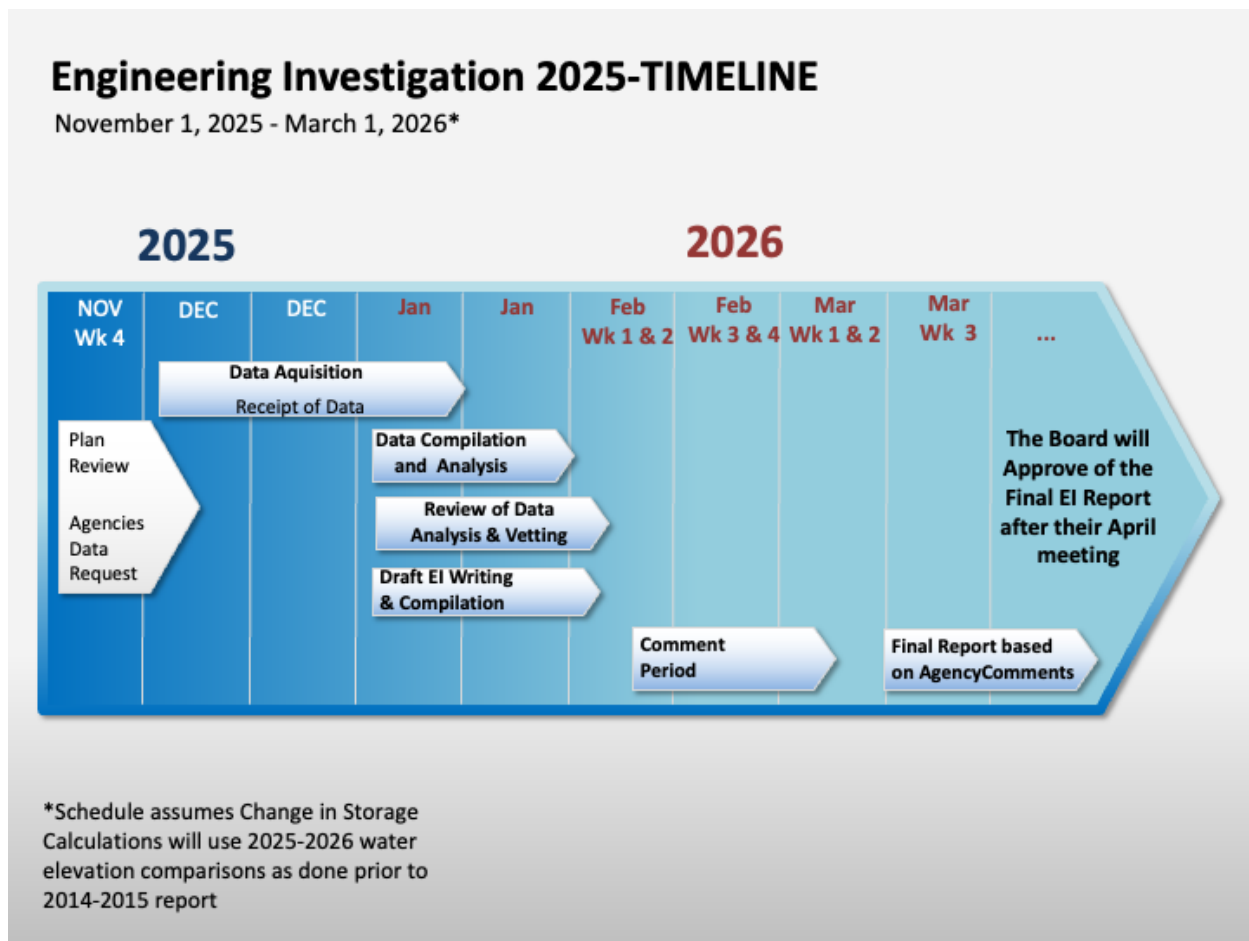 Engineering Investigation 2025-TIMELINE
November 1, 2025 - March 1, 2026*
2025
2026
NOV
Wk 4
DEC
DEC
Jan
Jan
Feb
Wk 1 & 2
Feb
Wk 3 & 4
Mar
Wk 1 & 2
Mar
Wk 3
...
Data Aquisition
Receipt of Data
Plan
Review
Agencies
Data
Request
Data Compilation
and Analysis
Review of Data
Analysis & Vetting
Draft EI Writing
& Compilation
Comment
Period
Final Report based
on AgencyComments
The Board will
Approve of the
Final EI Report
after their April
meeting
*Schedule assumes Change in Storage
Calculations will use 2025-2026 water
elevation comparisons as done prior to
2014-2015 report